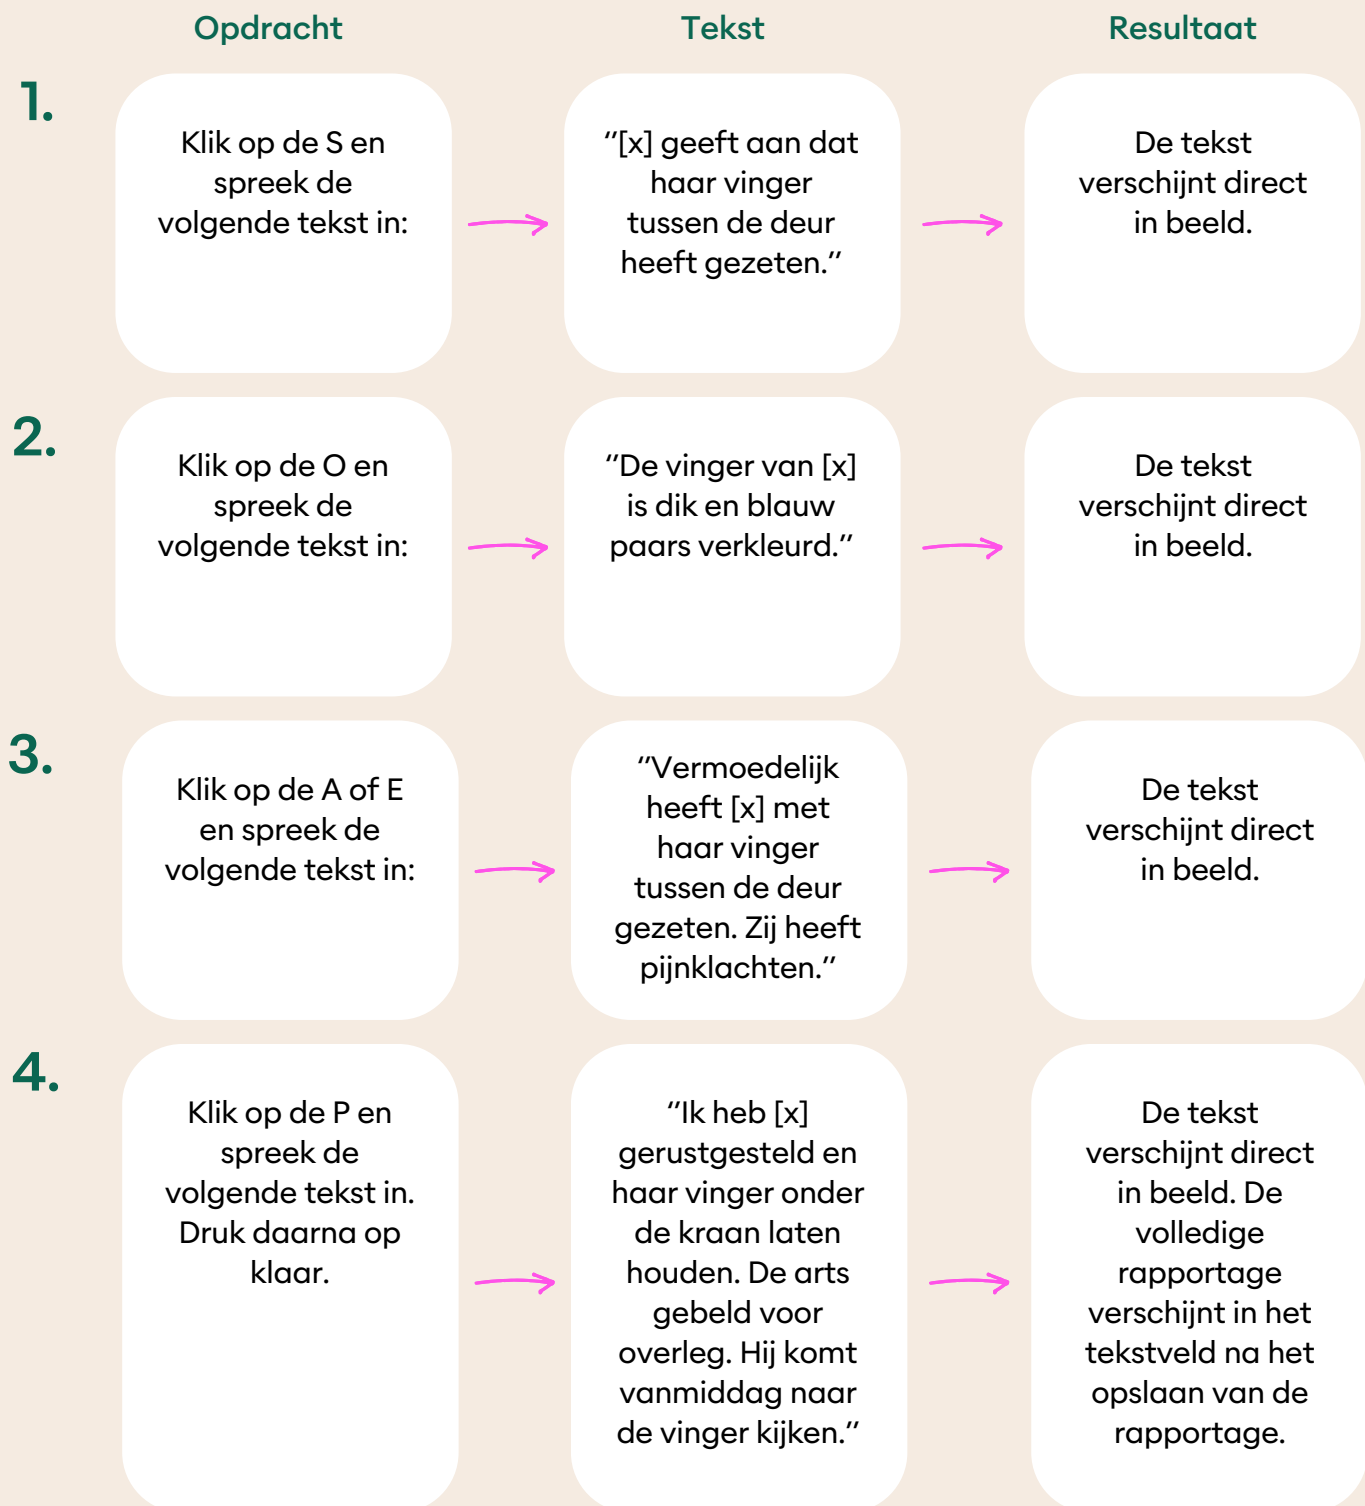 Opdracht
Tekst
Resultaat
1.
Klik op de S en
spreek de
volgende tekst in:
"[x] geeft aan dat
haar vinger
tussen de deur
heeft gezeten."
De tekst
verschijnt direct
in beeld.
2.
Klik op de O en
spreek de
volgende tekst in:
"De vinger van [x]
is dik en blauw
paars verkleurd."
De tekst
verschijnt direct
in beeld.
3.
Klik op de A of E
en spreek de
volgende tekst in:
"Vermoedelijk
heeft [x] met
haar vinger
tussen de deur
gezeten. Zij heeft
pijnklachten."
De tekst
verschijnt direct
in beeld.
4.
Klik op de P en
spreek de
volgende tekst in.
Druk daarna op
klaar.
"Ik heb [x]
gerustgesteld en
haar vinger onder
de kraan laten
houden. De arts
gebeld voor
overleg. Hij komt
vanmiddag naar
de vinger kijken."
De tekst
verschijnt direct
in beeld. De
volledige
rapportage
verschijnt in het
tekstveld na het
opslaan van de
rapportage.